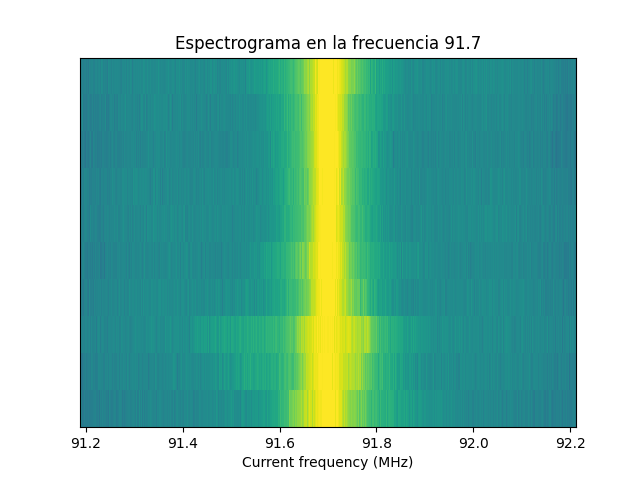 Espectrograma en la frecuencia 91.7
91.2 91.4 91.6 91.8 92.0 92.2
Current frequency (MHz)